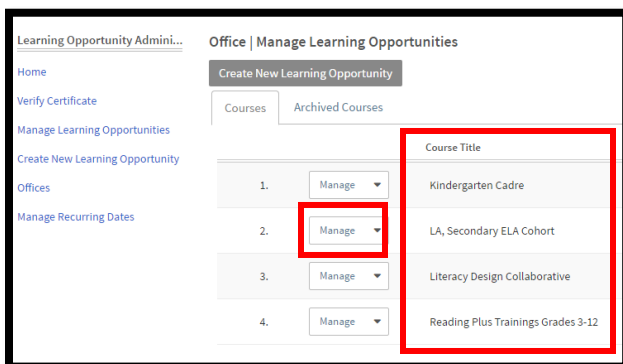 Learning Opportunity Admini...
Home
Verify Certificate
Manage Learning Opportunities
Create New Learning Opportunity
Offices
Manage Recurring Dates
Office | Manage Learning Opportunities
Create New Learning Opportunity
Courses Archived Courses
Course Title
1. Manage Kindergarten Cadre
2. Manage LA, Secondary ELA Cohort
3. Manage Literacy Design Collaborative
4. Manage Reading Plus Trainings Grades 3-12